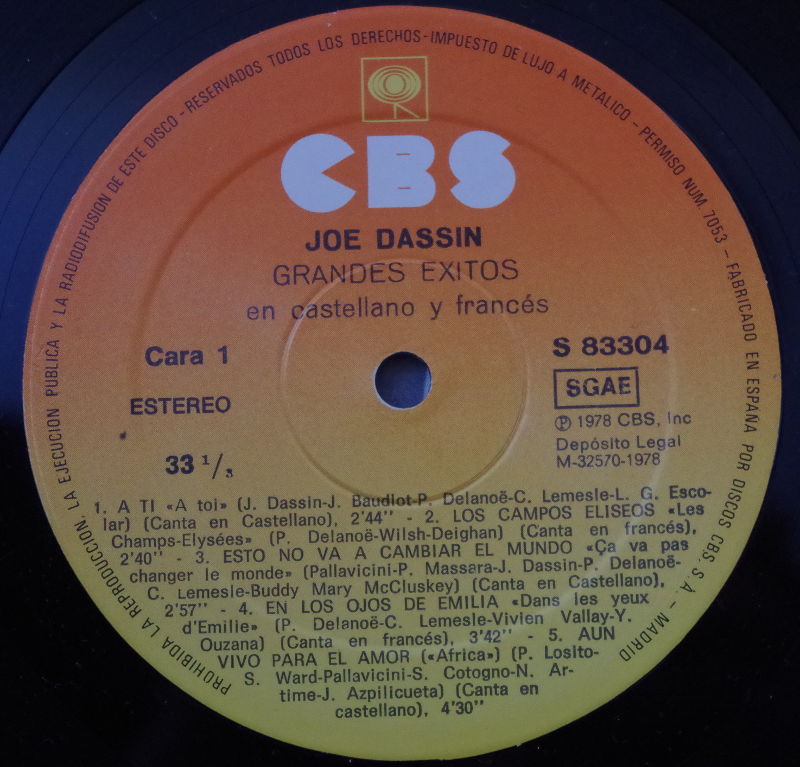 PROHIBIDA LA REPRODUCCION, LA EJECUCION PUBLICA Y LA RADIODIFUSION DE ESTE DISCO - RESERVADOS TODOS LOS DERECHOS - IMPUESTO DE LUJO A METALICO - PERMISO NUM. 7053 - FABRICADO EN ESPAÑA POR DISCOS CBS, S. A. - MADRID
CBS
JOE DASSIN
GRANDES EXITOS
en castellano y francés
Cara 1
S 83304
ESTEREO
SGAE
Ⓟ 1978 CBS, Inc
Depósito Legal
33 1/3
M-32570-1978
1. A TI «A toi» (J. Dassin-J. Baudlot-P. Delanoë-C. Lemesle-L. G. Esco-
lar) (Canta en Castellano), 2'44'' - 2. LOS CAMPOS ELISEOS «Les
Champs-Elysées» (P. Delanoë-Wilsh-Deighan) (Canta en francés),
2'40'' - 3. ESTO NO VA A CAMBIAR EL MUNDO «Ça va pas
changer le monde» (Pallavicini-P. Massara-J. Dassin-P. Delanoë-
C. Lemesle-Buddy Mary McCluskey) (Canta en Castellano),
2'57'' - 4. EN LOS OJOS DE EMILIA «Dans les yeux
d'Emilie» (P. Delanoë-C. Lemesle-Vivien Vallay-Y.
Ouzana) (Canta en francés), 3'42'' - 5. AUN
VIVO PARA EL AMOR («Africa») (P. Losito-
S. Ward-Pallavicini-S. Cotogno-N. Ar-
time-J. Azpilicueta) (Canta en
castellano), 4'30''